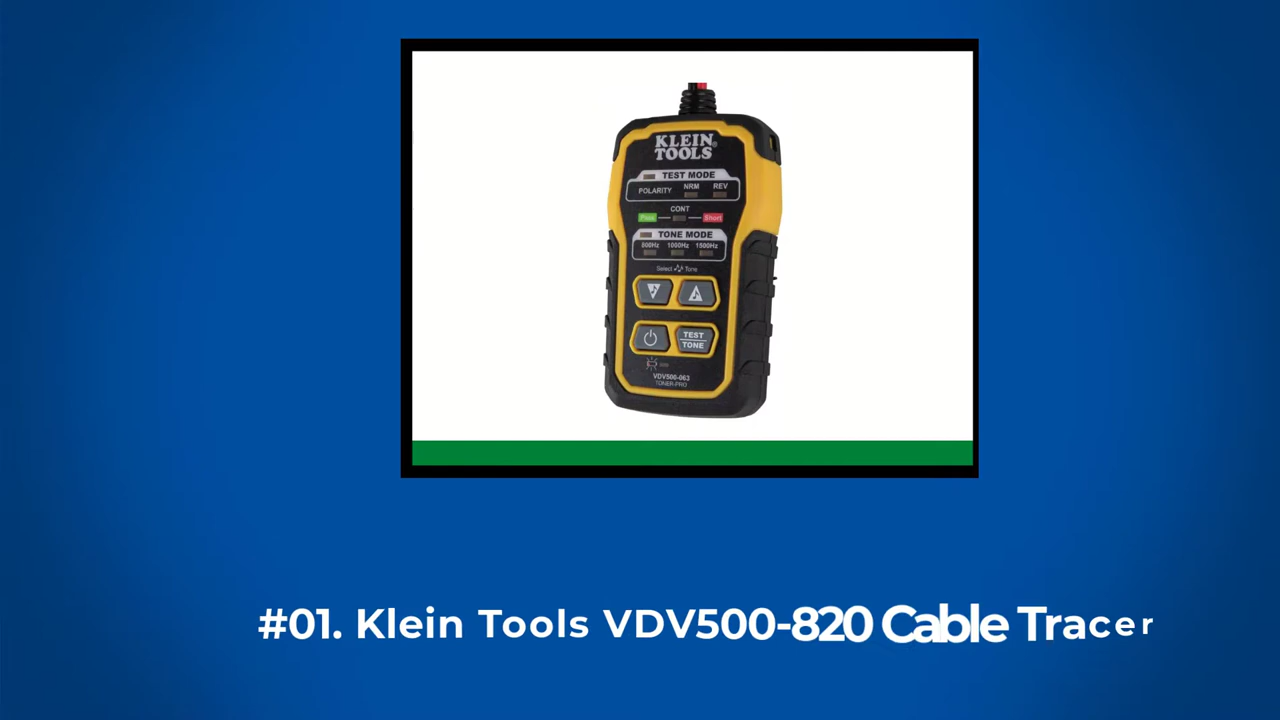 KLEIN
TOOLS®
TEST MODE
POLARITY NRM REV
CONT
Pass Short
TONE MODE
800Hz 1000Hz 1500Hz
Select Tone
TEST
TONE
VDV500-063
TONER-PRO
#01. Klein Tools VDV500-820 Cable Tracer